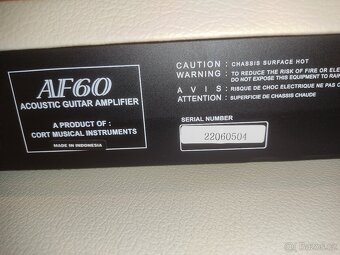 AF60
ACOUSTIC GUITAR AMPLIFIER
A PRODUCT OF :
CORT MUSICAL INSTRUMENTS
MADE IN INDONESIA
CAUTION : CHASSIS SURFACE HOT
WARNING : TO REDUCE THE RISK OF FIRE OR ELE
DO NOT EXPOSE THIS EQUIPMENT TO RAIN
A V I S : RISQUE DE CHOC ELECTRIQUE NE PAS
ATTENTION : SUPERFICIE DE CHASSIS CHAUDE
SERIAL NUMBER
22060504